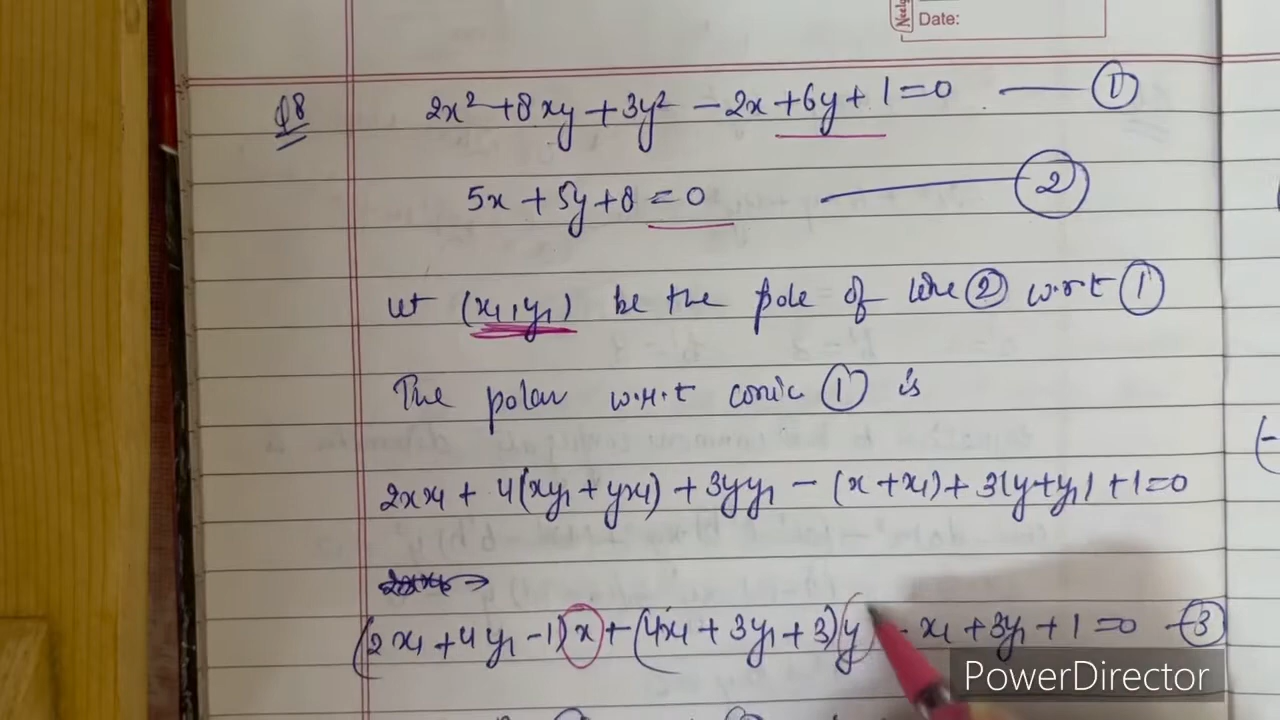 Neelg
Date:
Q8 2x² + 8xy + 3y² - 2x + 6y + 1 = 0 — ①
5x + 5y + 8 = 0 — ②
Let (x₁, y₁) be the pole of line ② w.r.t ①
The polar w.r.t conic ① is
2xx₁ + 4(xy₁ + yx₁) + 3yy₁ - (x + x₁) + 3(y + y₁) + 1 = 0
(2x₁ + 4y₁ - 1)x + (4x₁ + 3y₁ + 3)y - x₁ + 3y₁ + 1 = 0 — ③
PowerDirector